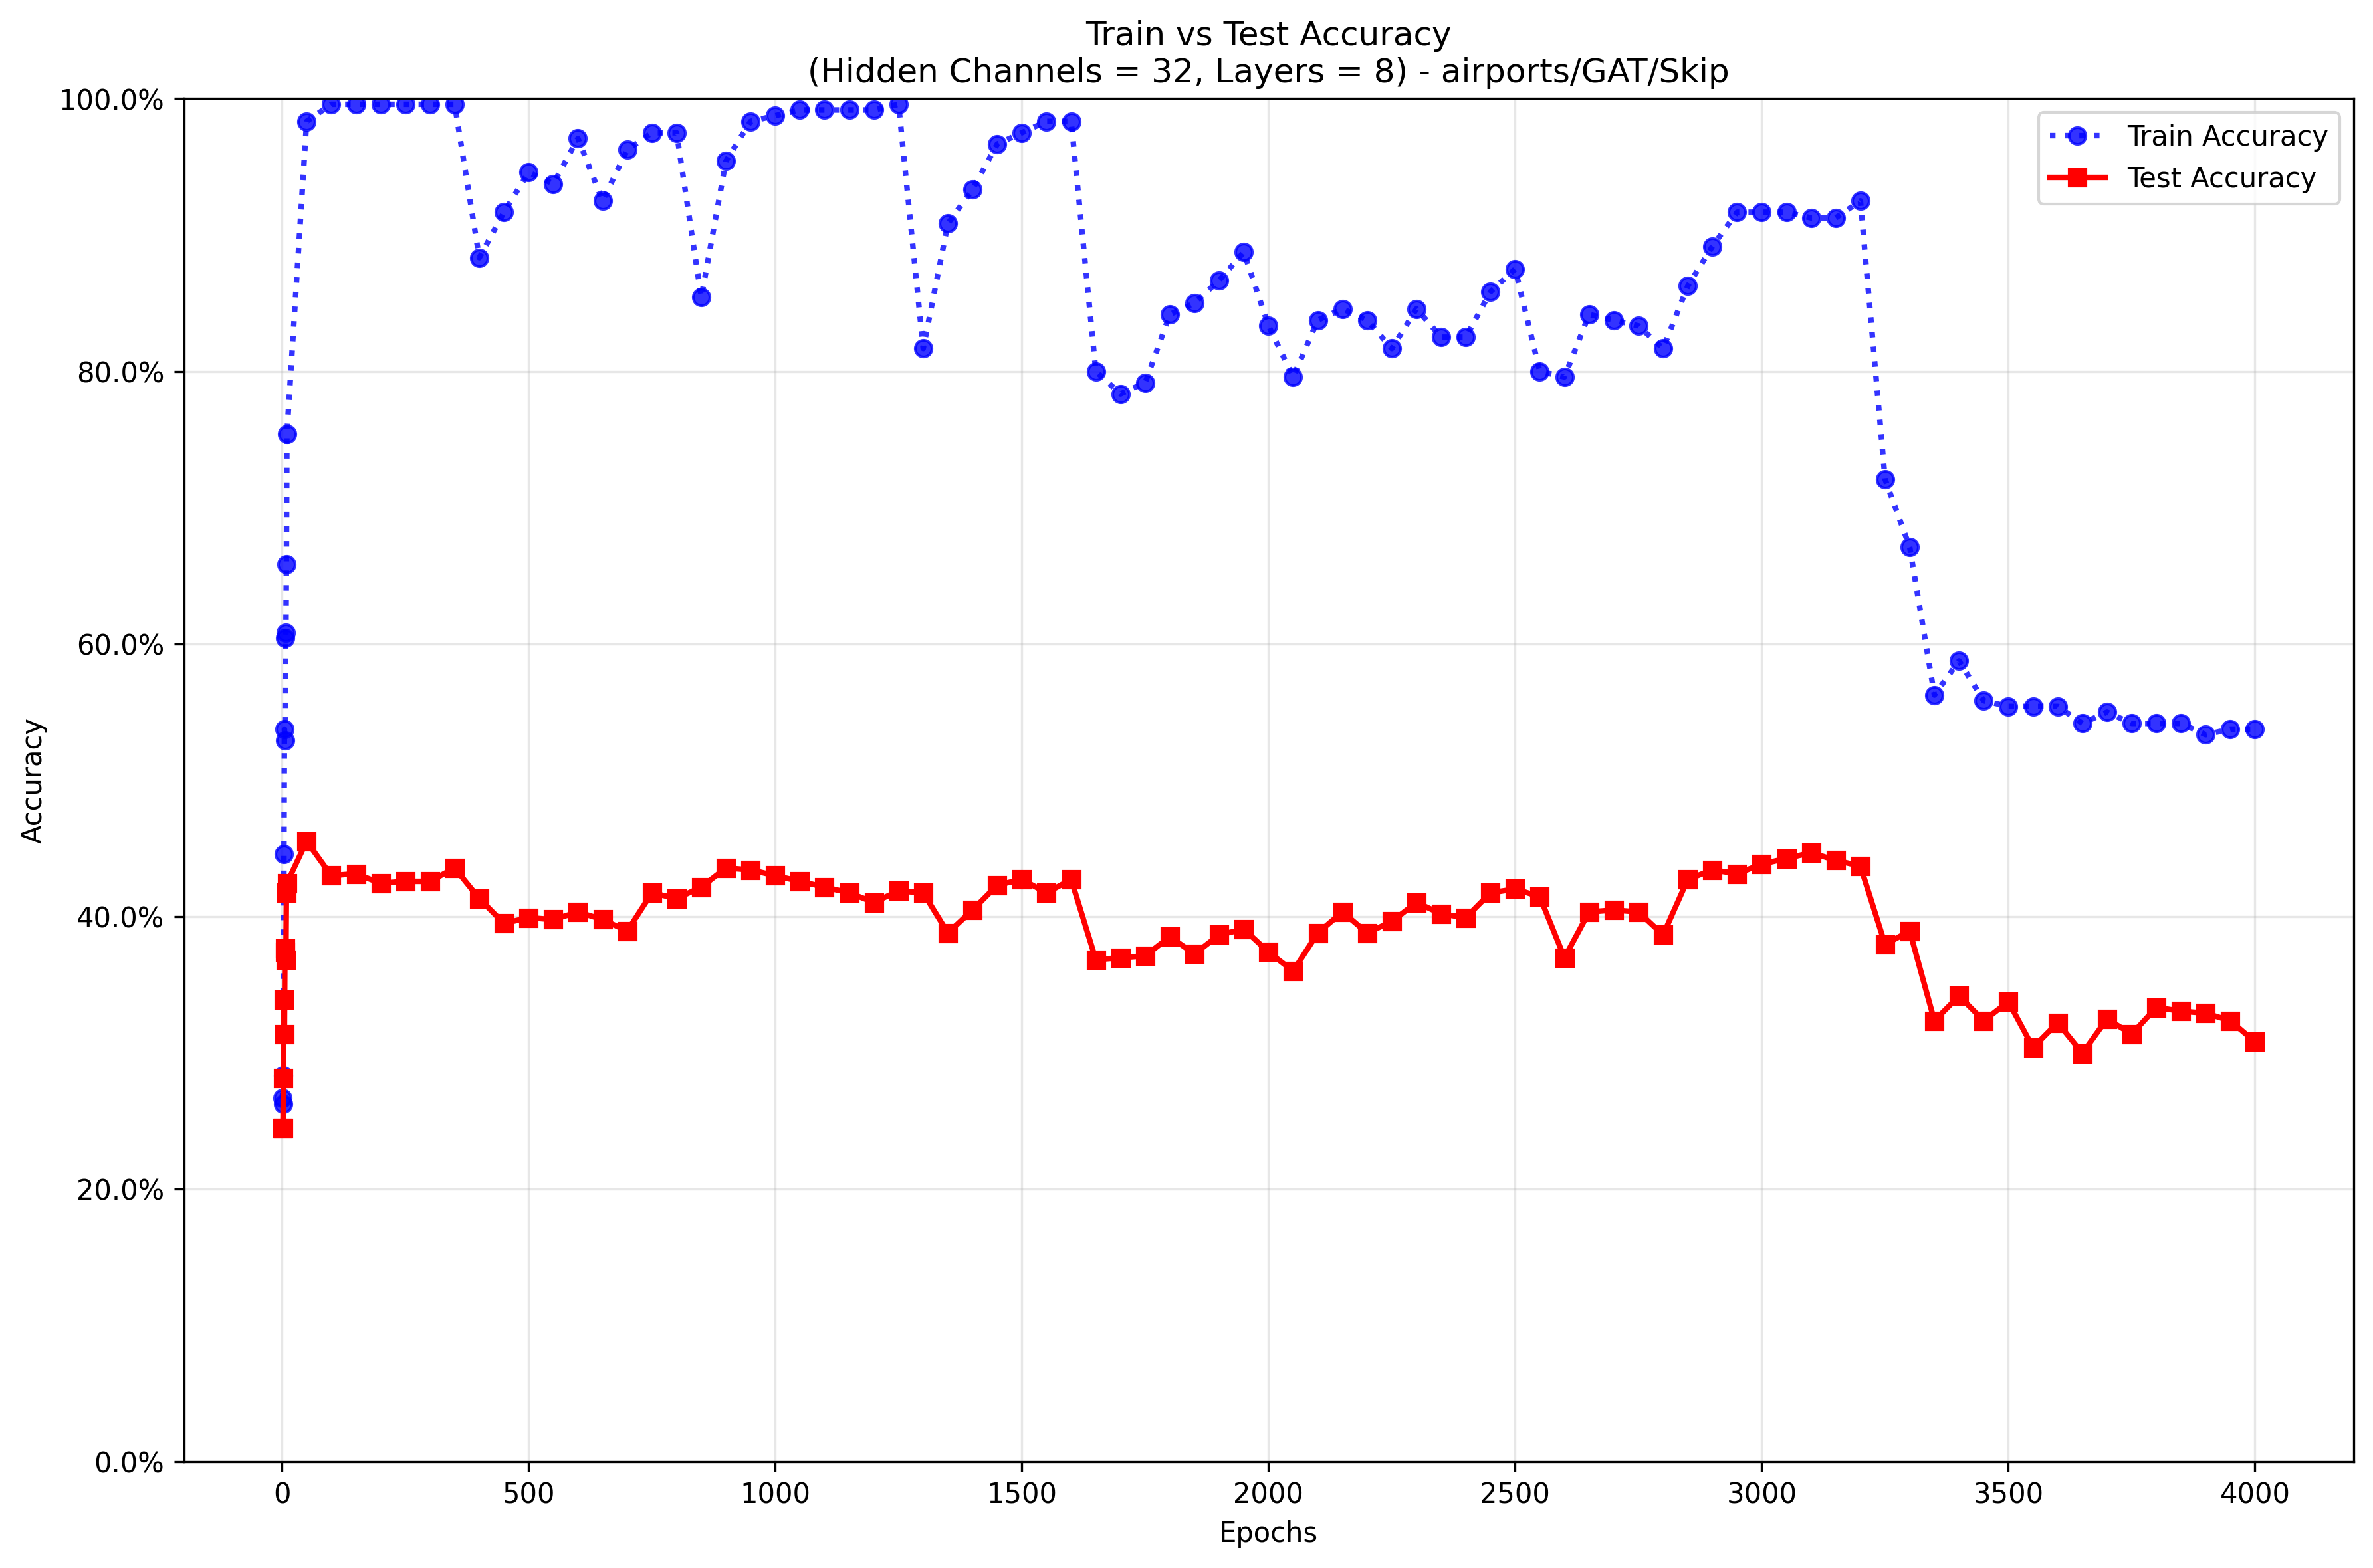 Train vs Test Accuracy
(Hidden Channels = 32, Layers = 8) - airports/GAT/Skip
100.0%
80.0%
60.0%
40.0%
20.0%
0.0%
Accuracy
Train Accuracy
Test Accuracy
0
500
1000
1500
2000
2500
3000
3500
4000
Epochs